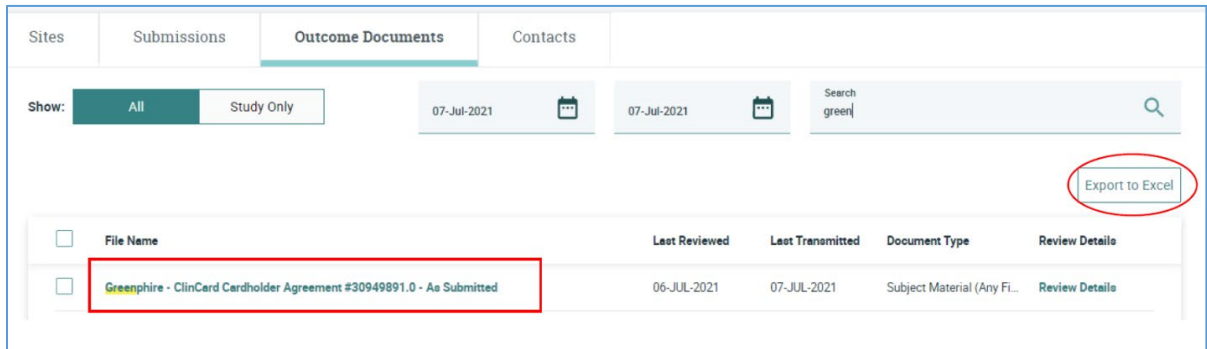 Sites Submissions Outcome Documents Contacts
Show: All Study Only 07-Jul-2021 07-Jul-2021 Search
green
Export to Excel
File Name Last Reviewed Last Transmitted Document Type Review Details
Greenphire - ClinCard Cardholder Agreement #30949891.0 - As Submitted 06-JUL-2021 07-JUL-2021 Subject Material (Any Fi... Review Details